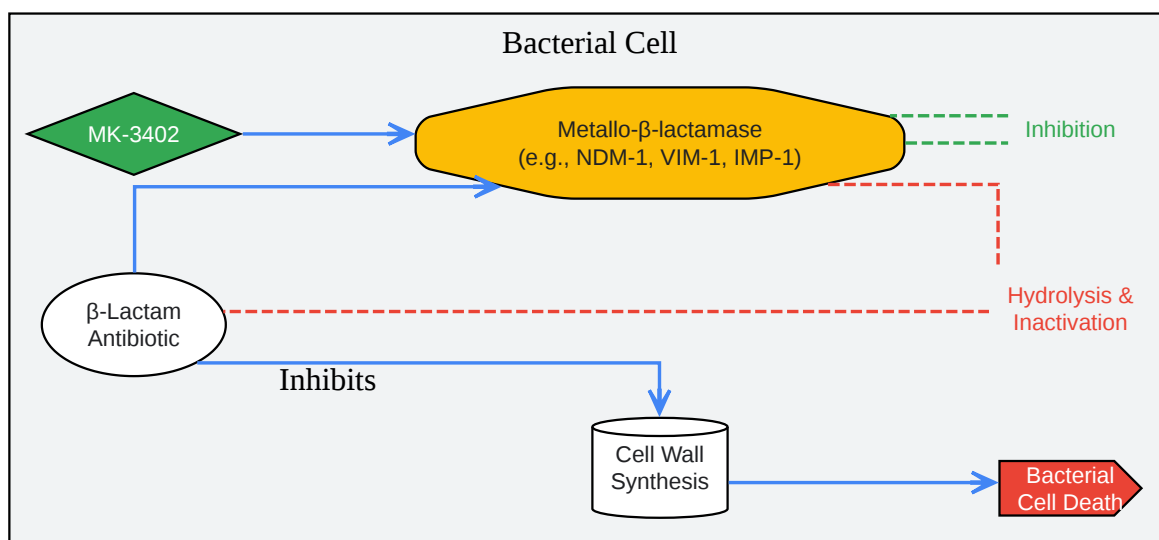 Bacterial Cell
MK-3402
Metallo-β-lactamase
(e.g., NDM-1, VIM-1, IMP-1)
Inhibition
β-Lactam
Antibiotic
Hydrolysis &
Inactivation
Inhibits
Cell Wall
Synthesis
Bacterial
Cell Death